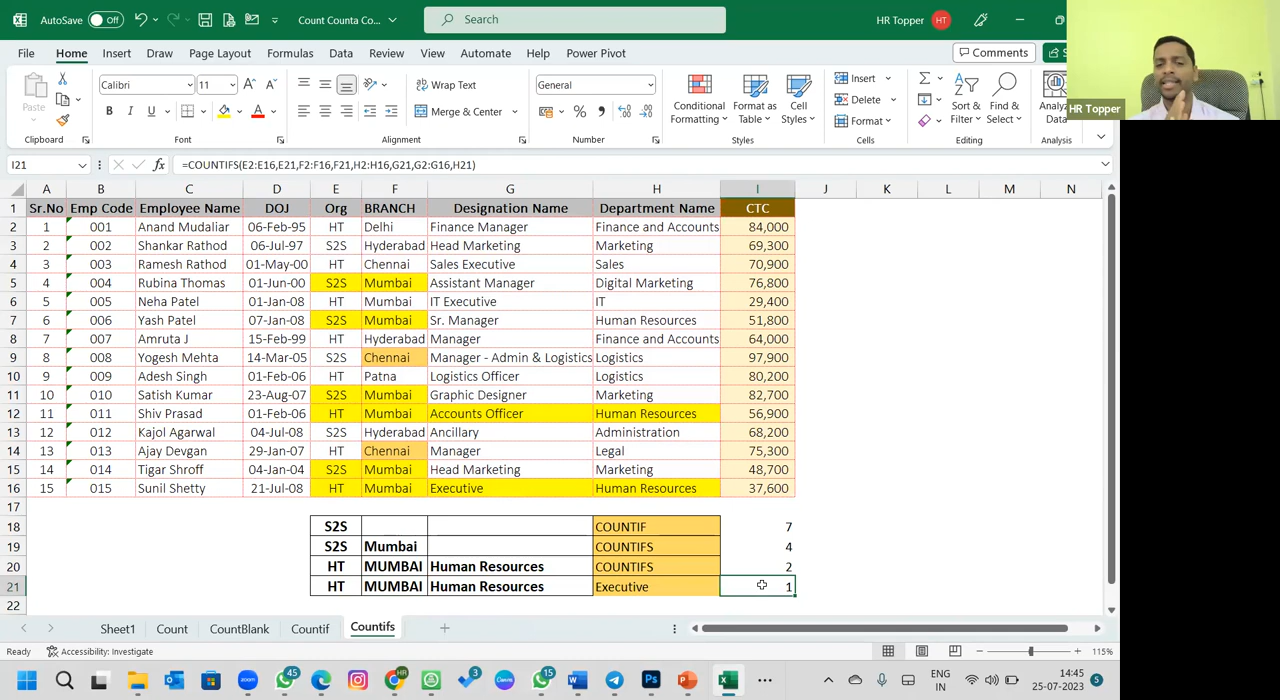 AutoSave Off Count Counta Co... Search HR Topper HT
File Home Insert Draw Page Layout Formulas Data Review View Automate Help Power Pivot Comments
Paste Calibri 11 Wrap Text General Conditional Formatting Format as Table Cell Styles Insert Sort & Filter Find & Select
B I U Merge & Center Delete HR Topper
Format
Clipboard Font Alignment Number Styles Cells Editing Analysis
I21 fx =COUNTIFS(E2:E16,E21,F2:F16,F21,H2:H16,G21,G2:G16,H21)
A B C D E F G H I J K L M N
1 Sr.No Emp Code Employee Name DOJ Org BRANCH Designation Name Department Name CTC
2 1 001 Anand Mudaliar 06-Feb-95 HT Delhi Finance Manager Finance and Accounts 84,000
3 2 002 Shankar Rathod 06-Jul-97 S2S Hyderabad Head Marketing Marketing 69,300
4 3 003 Ramesh Rathod 01-May-00 HT Chennai Sales Executive Sales 70,900
5 4 004 Rubina Thomas 01-Jun-00 S2S Mumbai Assistant Manager Digital Marketing 76,800
6 5 005 Neha Patel 01-Jan-08 HT Mumbai IT Executive IT 29,400
7 6 006 Yash Patel 07-Jan-08 S2S Mumbai Sr. Manager Human Resources 51,800
8 7 007 Amruta J 15-Feb-99 HT Hyderabad Manager Finance and Accounts 64,000
9 8 008 Yogesh Mehta 14-Mar-05 S2S Chennai Manager - Admin & Logistics Logistics 97,900
10 9 009 Adesh Singh 01-Feb-06 HT Patna Logistics Officer Logistics 80,200
11 10 010 Satish Kumar 23-Aug-07 S2S Mumbai Graphic Designer Marketing 82,700
12 11 011 Shiv Prasad 01-Feb-06 HT Mumbai Accounts Officer Human Resources 56,900
13 12 012 Kajol Agarwal 04-Jul-08 S2S Hyderabad Ancillary Administration 68,200
14 13 013 Ajay Devgan 29-Jan-07 HT Chennai Manager Legal 75,300
15 14 014 Tigar Shroff 04-Jan-04 S2S Mumbai Head Marketing Marketing 48,700
16 15 015 Sunil Shetty 21-Jul-08 HT Mumbai Executive Human Resources 37,600
17
18 S2S COUNTIF 7
19 S2S Mumbai COUNTIFS 4
20 HT MUMBAI Human Resources COUNTIFS 2
21 HT MUMBAI Human Resources Executive 1
22
Sheet1 Count CountBlank Countif Countifs
Ready Accessibility: Investigate 115%
45 zoom HR 3 Canva 15 ENG IN 14:45 25-07-2023 5